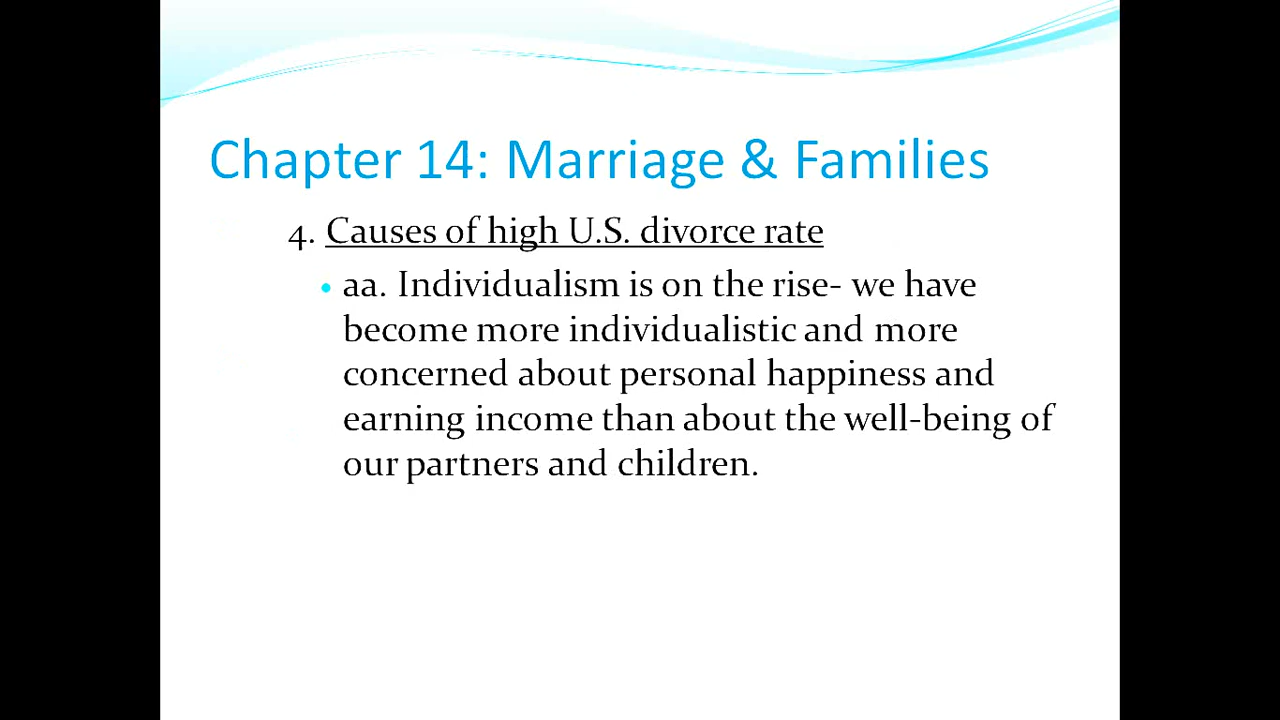 Chapter 14: Marriage & Families
4. Causes of high U.S. divorce rate
• aa. Individualism is on the rise- we have
become more individualistic and more
concerned about personal happiness and
earning income than about the well-being of
our partners and children.